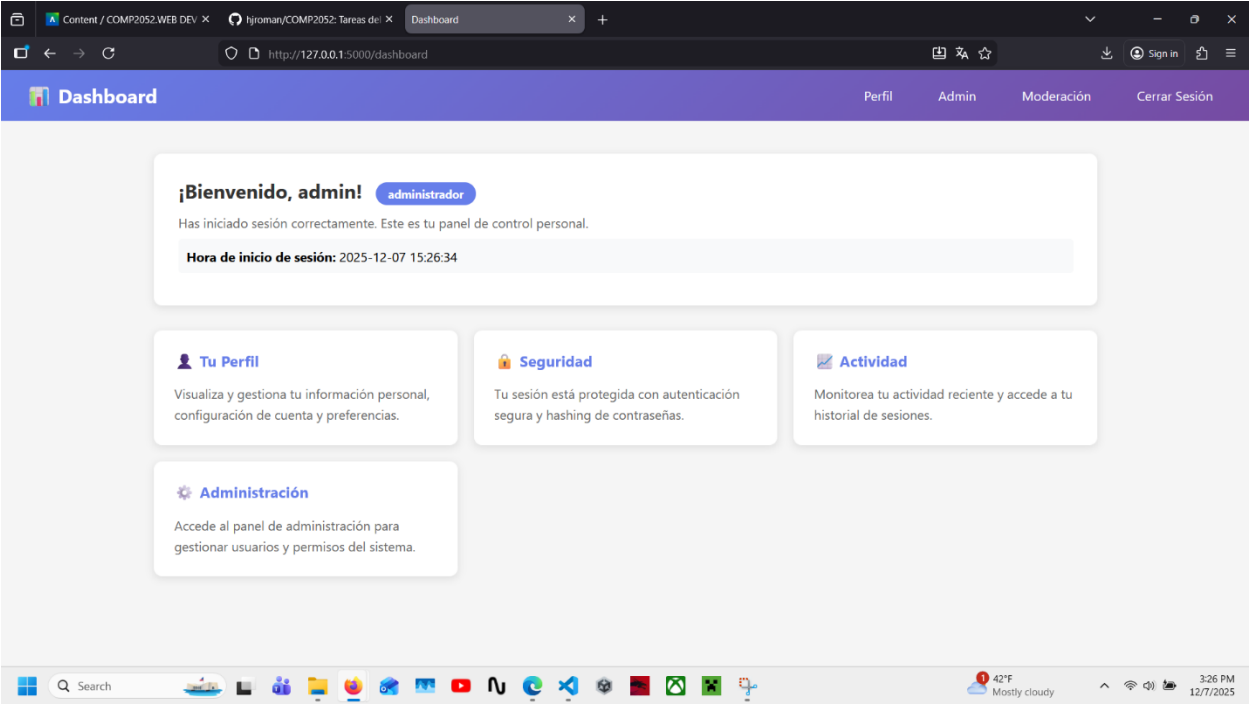 Content / COMP2052.WEB DEV
hjroman/COMP2052: Tareas del
Dashboard
http://127.0.0.1:5000/dashboard
Sign in
Dashboard
Perfil
Admin
Moderación
Cerrar Sesión
¡Bienvenido, admin!
administrador
Has iniciado sesión correctamente. Este es tu panel de control personal.
Hora de inicio de sesión: 2025-12-07 15:26:34
Tu Perfil
Visualiza y gestiona tu información personal,
configuración de cuenta y preferencias.
Seguridad
Tu sesión está protegida con autenticación
segura y hashing de contraseñas.
Actividad
Monitorea tu actividad reciente y accede a tu
historial de sesiones.
Administración
Accede al panel de administración para
gestionar usuarios y permisos del sistema.
Search
1
42°F
Mostly cloudy
3:26 PM
12/7/2025